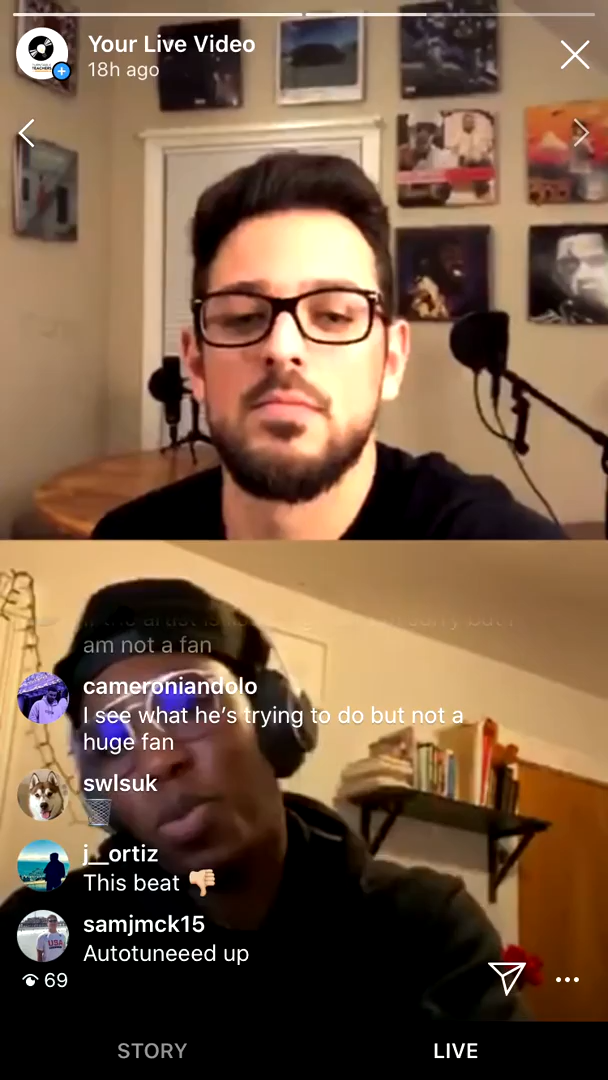 Your Live Video
18h ago
am not a fan
cameroniandolo
I see what he's trying to do but not a
huge fan
swlsuk
j__ortiz
This beat 👎🏼
samjmck15
Autotuneeed up
69
STORY
LIVE